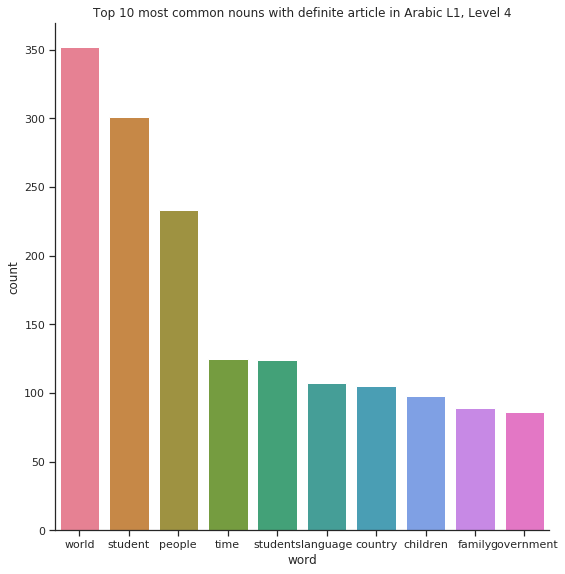 Top 10 most common nouns with definite article in Arabic L1, Level 4
350
300
250
200
150
100
50
0
count
world student people time students language country children family government
word